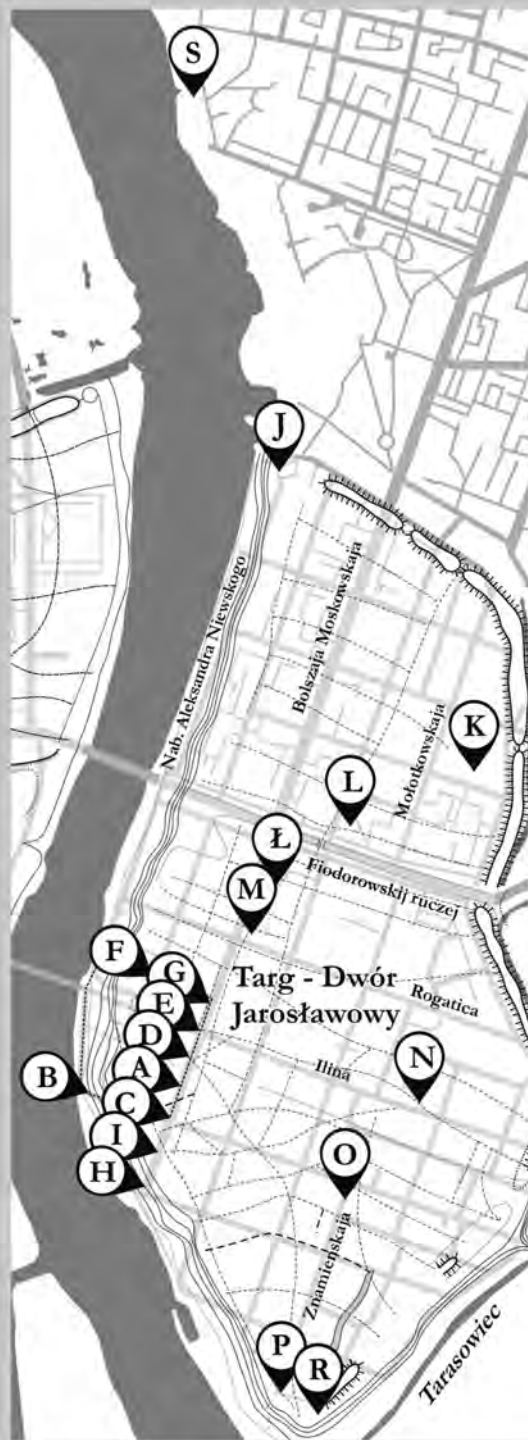 S
J
Nab. Aleksandra Niewskogo
Bolszaja Moskowskaja
Mołotkowskaja
K
L
Ł
Fiodorowskij ruczej
M
F
G
Targ - Dwór
Jarosławowy
Rogatica
E
D
Ilina
B
A
N
C
I
H
O
Znamienskaja
P
R
Tarasowiec